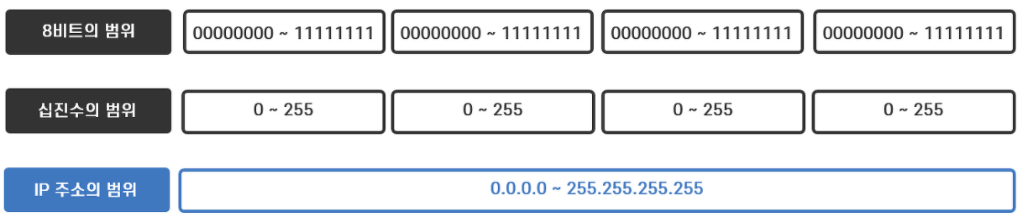 8비트의 범위 00000000 ~ 11111111 00000000 ~ 11111111 00000000 ~ 11111111 00000000 ~ 11111111
십진수의 범위 0 ~ 255 0 ~ 255 0 ~ 255 0 ~ 255
IP 주소의 범위 0.0.0.0 ~ 255.255.255.255